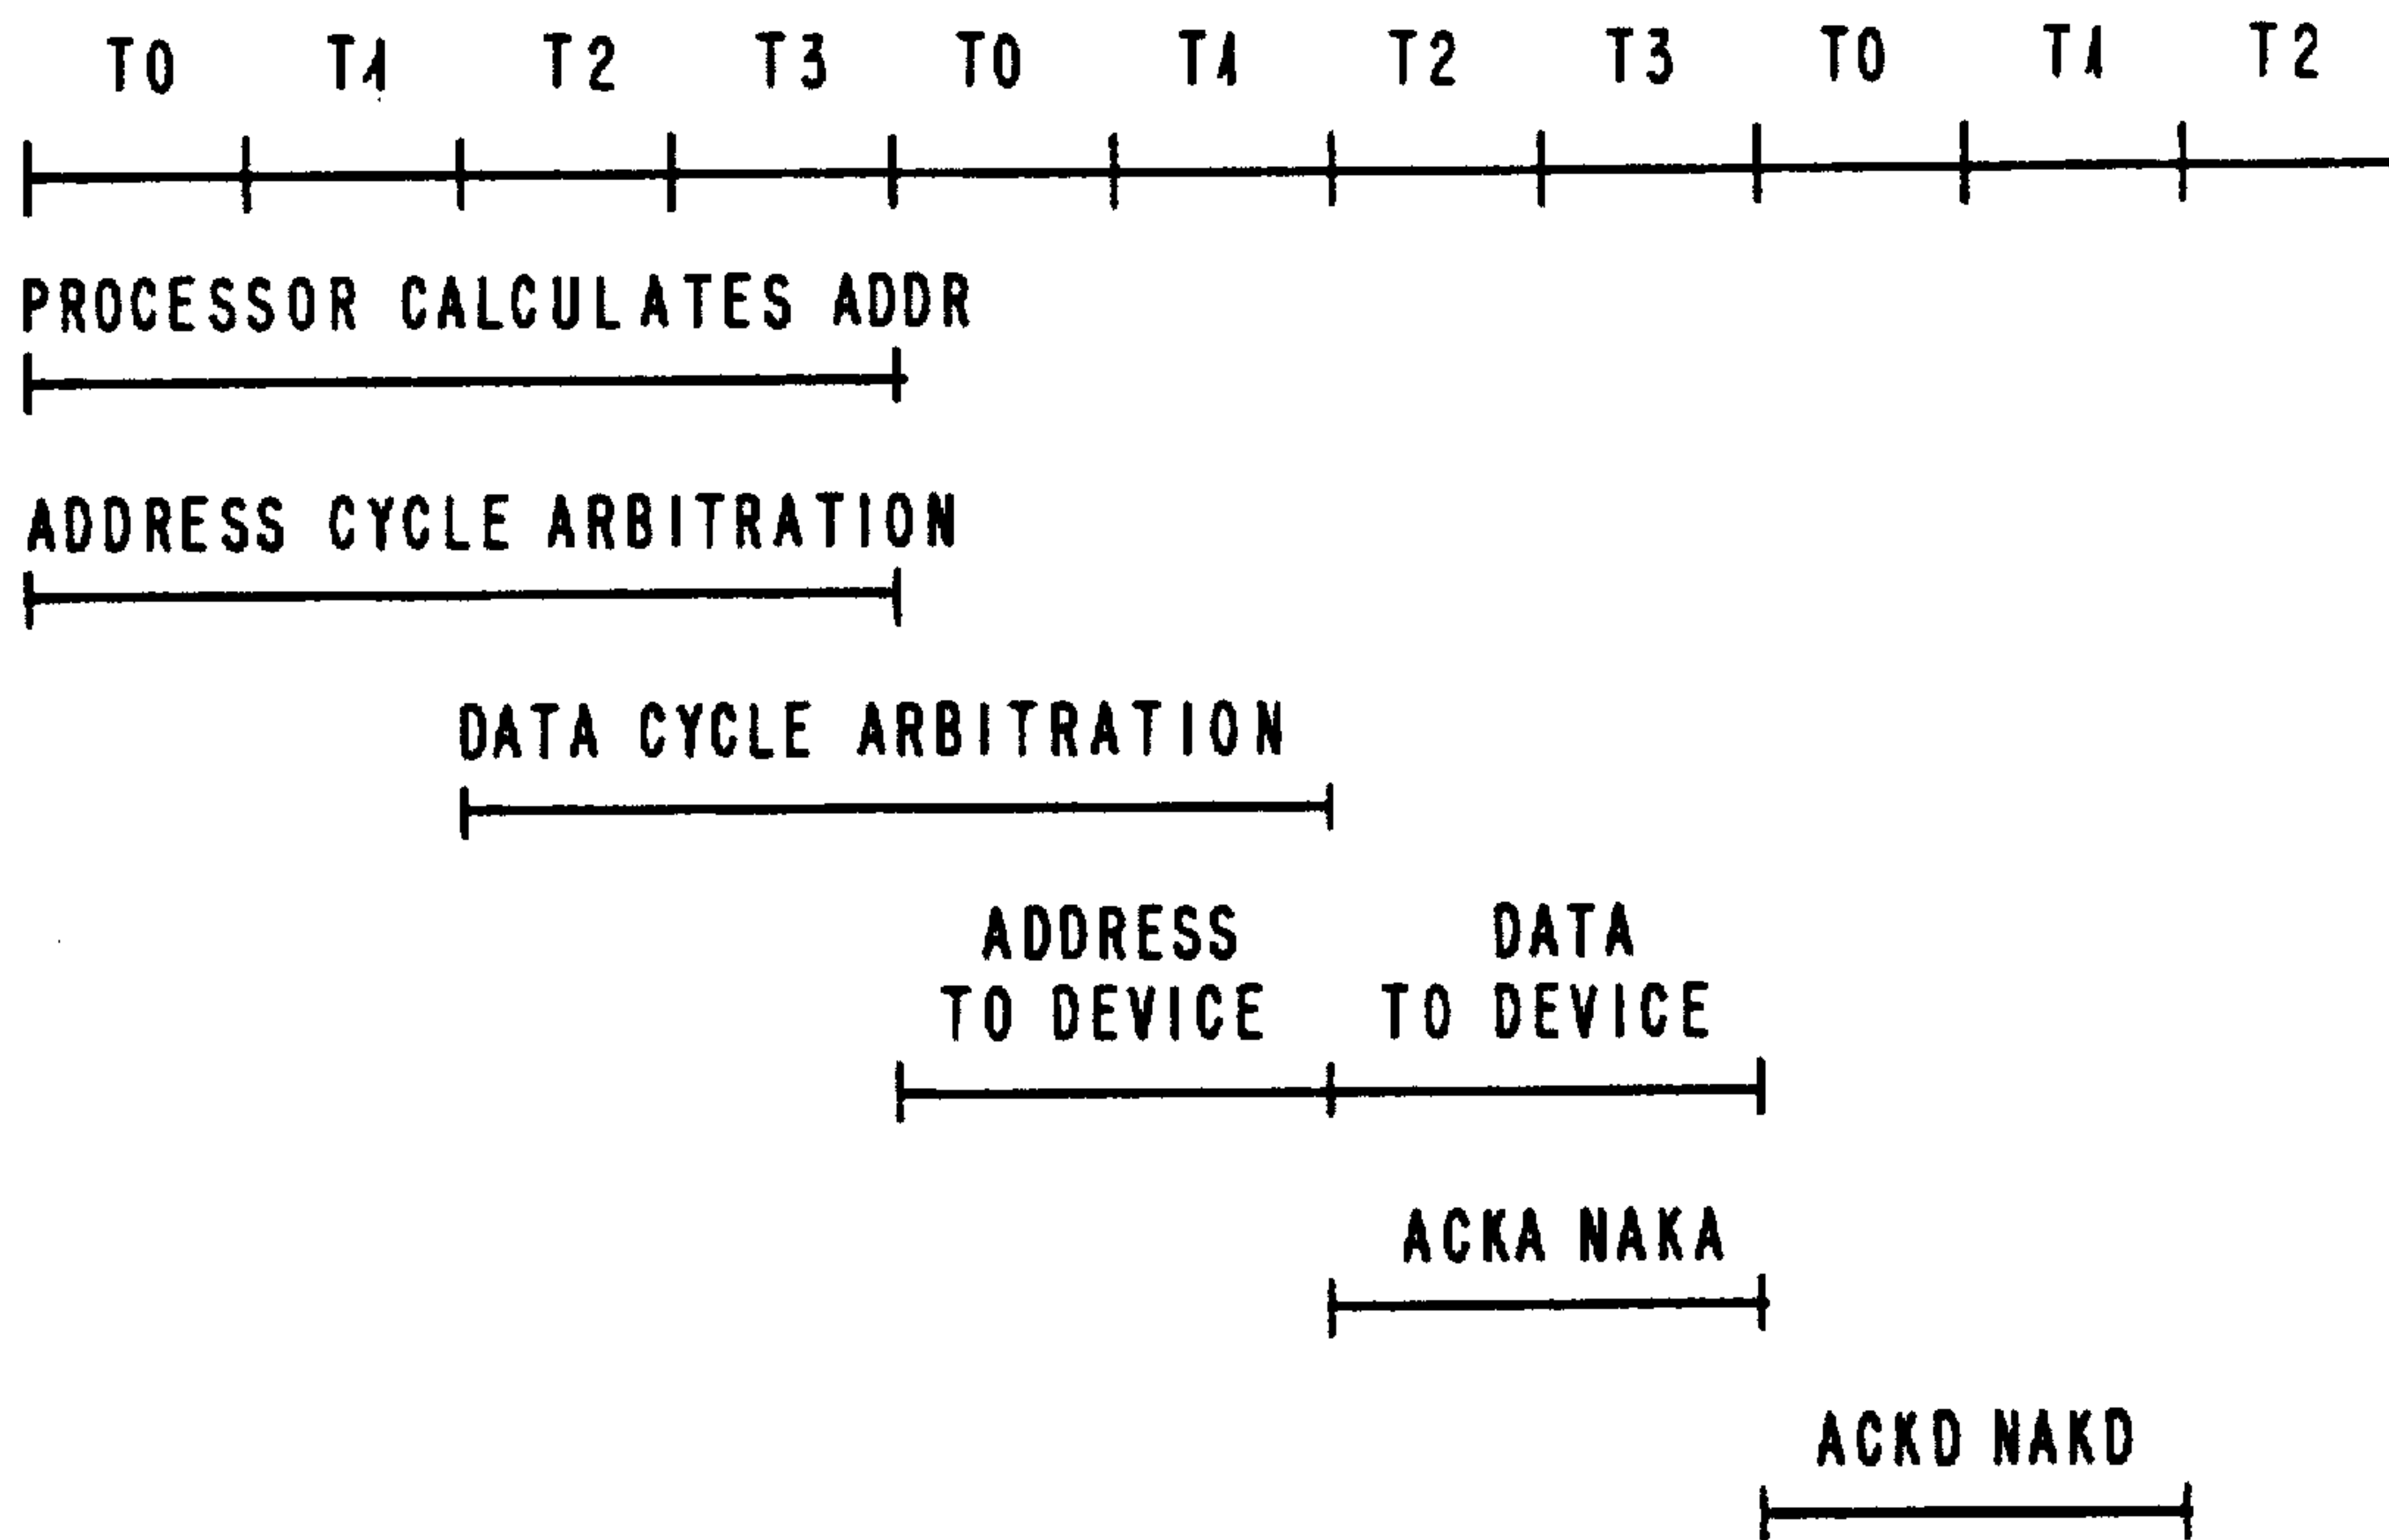 T0 T1 T2 T3 T0 T1 T2 T3 T0 T1 T2
PROCESSOR CALCULATES ADDR
ADDRESS CYCLE ARBITRATION
DATA CYCLE ARBITRATION
ADDRESS DATA
TO DEVICE TO DEVICE
ACKA NAKA
ACKD NAKD